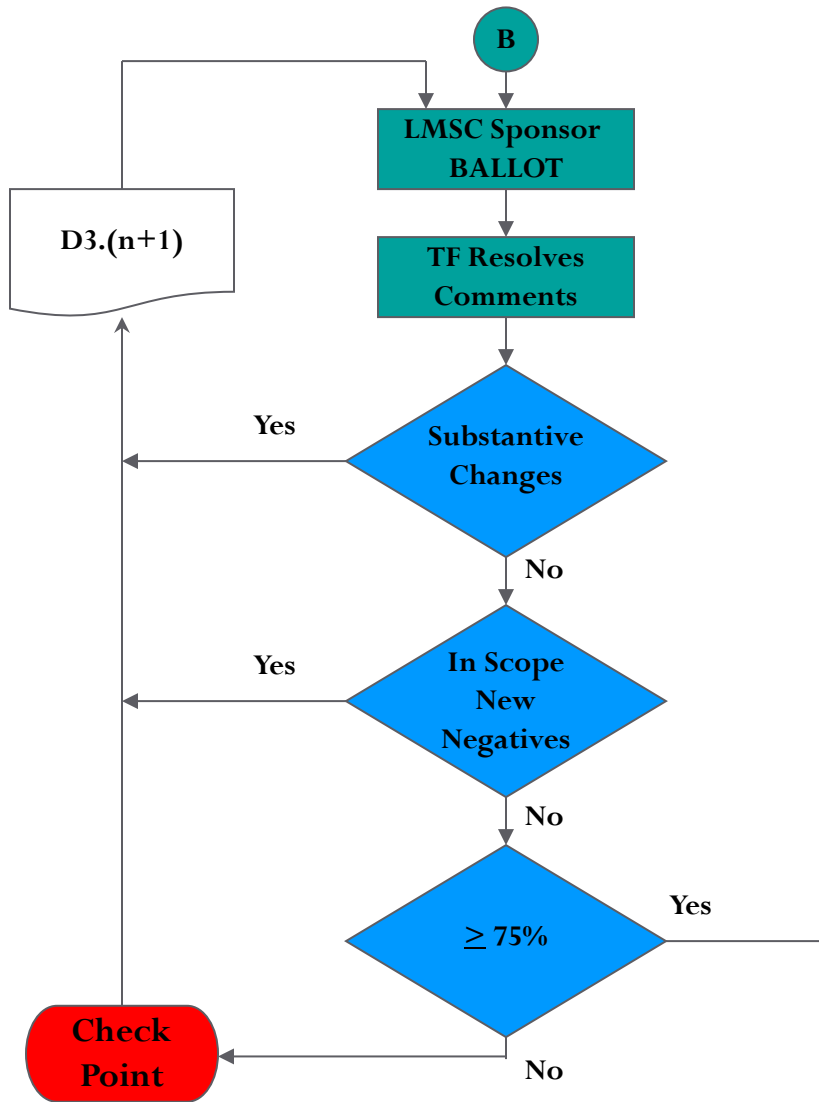 B
LMSC Sponsor
BALLOT
D3.(n+1)
TF Resolves
Comments
Yes
Substantive
Changes
No
Yes
In Scope
New
Negatives
No
Yes
≥ 75%
Check
Point
No